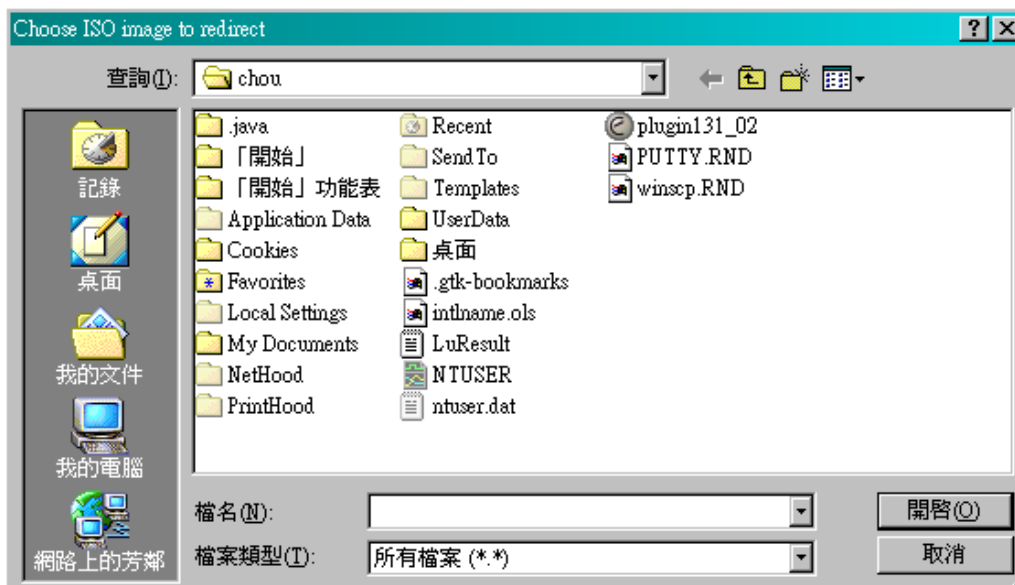 Choose ISO image to redirect
查詢(I): chou
記錄
桌面
我的文件
我的電腦
網路上的芳鄰
.java
「開始」
「開始」功能表
Application Data
Cookies
Favorites
Local Settings
My Documents
NetHood
PrintHood
Recent
SendTo
Templates
UserData
桌面
.gtk-bookmarks
intlname.ols
LuResult
NTUSER
ntuser.dat
plugin131_02
PUTTY.RND
winscp.RND
檔名(N):
開啓(O)
檔案類型(T): 所有檔案 (*.*)
取消